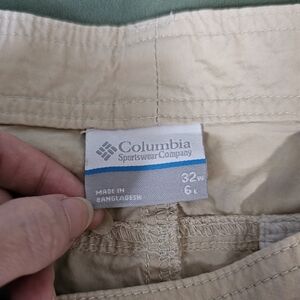 Columbia
Sportswear Company
32W
6L
MADE IN
BANGLADESH